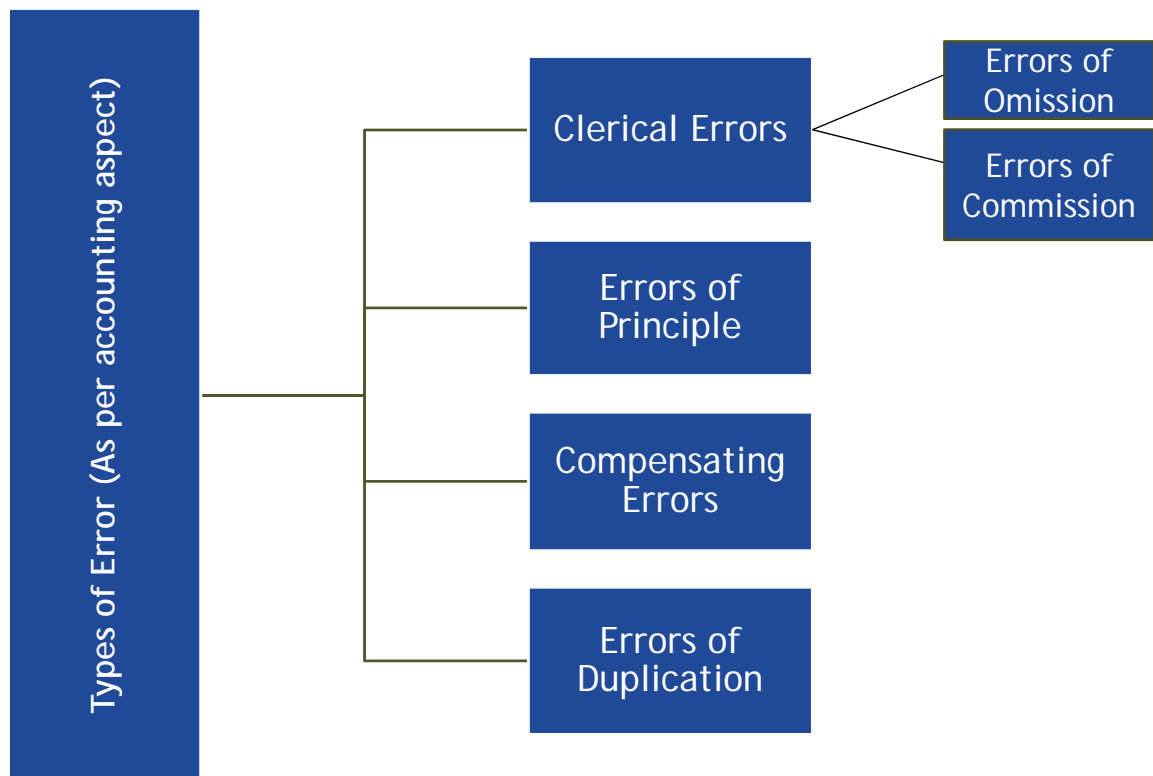 Types of Error (As per accounting aspect)
Clerical Errors
Errors of
Omission
Errors of
Commission
Errors of
Principle
Compensating
Errors
Errors of
Duplication